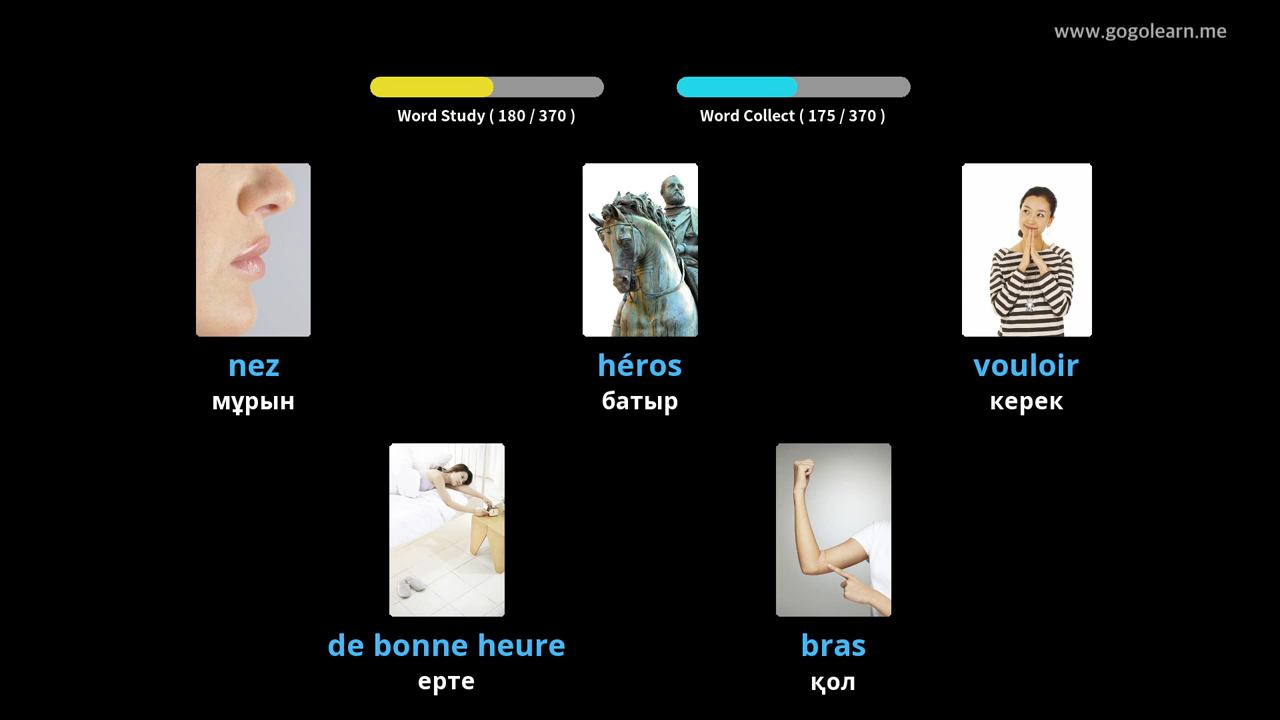 www.gogolearn.me
Word Study ( 180 / 370 )
Word Collect ( 175 / 370 )
nez
мұрын
héros
батыр
vouloir
керек
de bonne heure
ерте
bras
қол